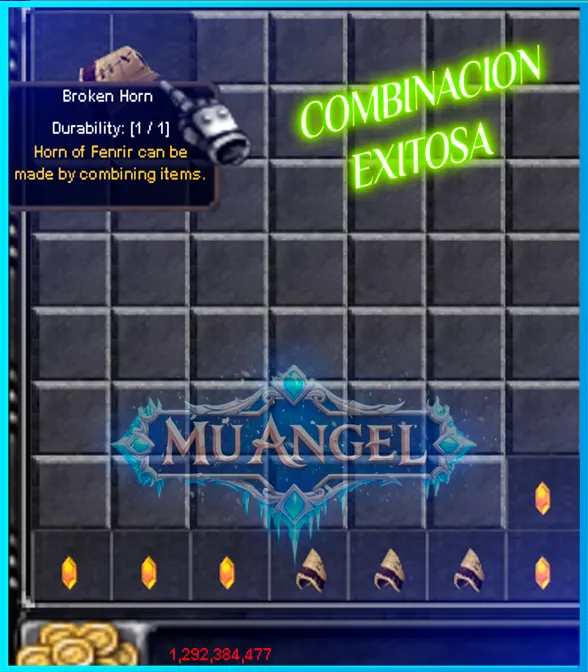 COMBINACION
EXITOSA
Broken Horn
Durability: [1 / 1]
Horn of Fenrir can be
made by combining items.
MU ANGEL
1,292,384,477